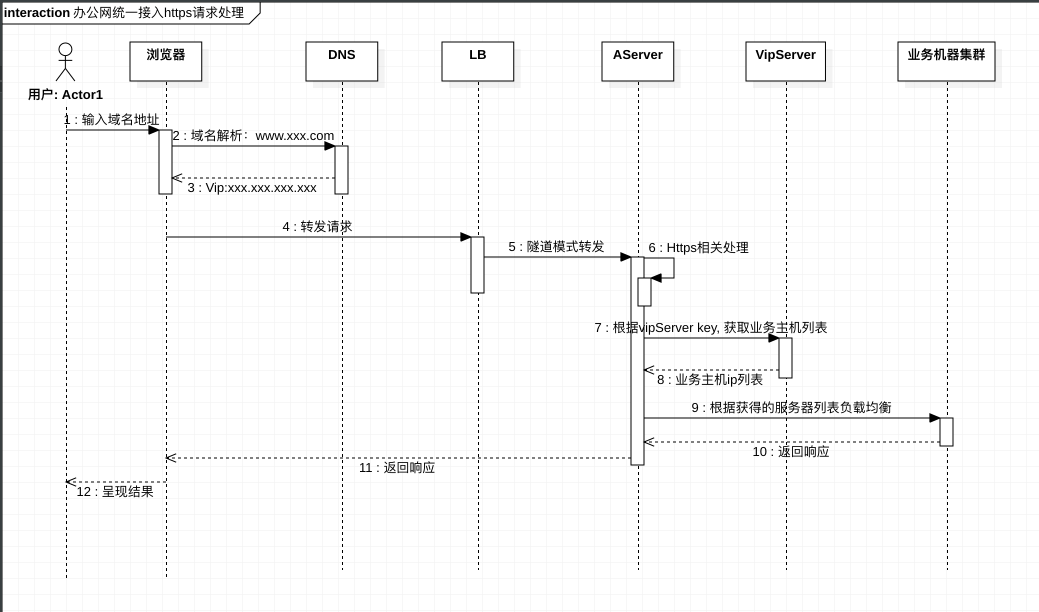 interaction 办公网统一接入https请求处理
浏览器
DNS
LB
AServer
VipServer
业务机器集群
用户: Actor1
1 : 输入域名地址
2 : 域名解析：www.xxx.com
3 : Vip:xxx.xxx.xxx.xxx
4 : 转发请求
5 : 隧道模式转发
6 : Https相关处理
7 : 根据vipServer key, 获取业务主机列表
8 : 业务主机ip列表
9 : 根据获得的服务器列表负载均衡
10 : 返回响应
11 : 返回响应
12 : 呈现结果